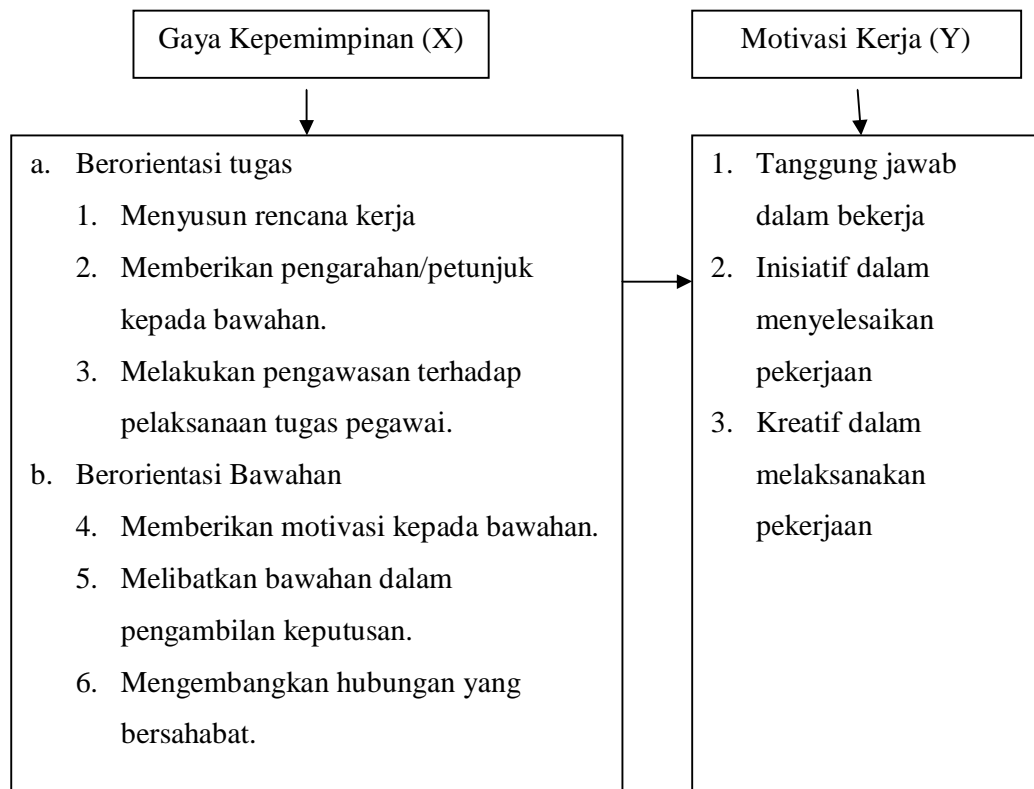 Gaya Kepemimpinan (X)
Motivasi Kerja (Y)
a. Berorientasi tugas
1. Menyusun rencana kerja
2. Memberikan pengarahan/petunjuk
kepada bawahan.
3. Melakukan pengawasan terhadap
pelaksanaan tugas pegawai.
b. Berorientasi Bawahan
4. Memberikan motivasi kepada bawahan.
5. Melibatkan bawahan dalam
pengambilan keputusan.
6. Mengembangkan hubungan yang
bersahabat.
1. Tanggung jawab
dalam bekerja
2. Inisiatif dalam
menyelesaikan
pekerjaan
3. Kreatif dalam
melaksanakan
pekerjaan